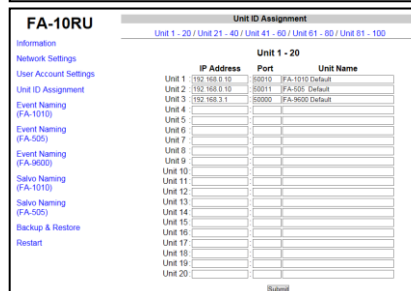 FA-10RU
Information
Network Settings
User Account Settings
Unit ID Assignment
Event Naming
(FA-1010)
Event Naming
(FA-505)
Event Naming
(FA-9600)
Salvo Naming
(FA-1010)
Salvo Naming
(FA-505)
Backup & Restore
Restart
Unit ID Assignment
Unit 1 - 20 / Unit 21 - 40 / Unit 41 - 60 / Unit 61 - 80 / Unit 81 - 100
Unit 1 - 20
IP Address Port Unit Name
Unit 1 : 192.168.0.10 : 50010 FA-1010 Default
Unit 2 : 192.168.0.10 : 50011 FA-505 Default
Unit 3 : 192.168.3.1 : 50000 FA-9600 Default
Unit 4 : :
Unit 5 : :
Unit 6 : :
Unit 7 : :
Unit 8 : :
Unit 9 : :
Unit 10 : :
Unit 11 : :
Unit 12 : :
Unit 13 : :
Unit 14 : :
Unit 15 : :
Unit 16 : :
Unit 17 : :
Unit 18 : :
Unit 19 : :
Unit 20 : :
Submit